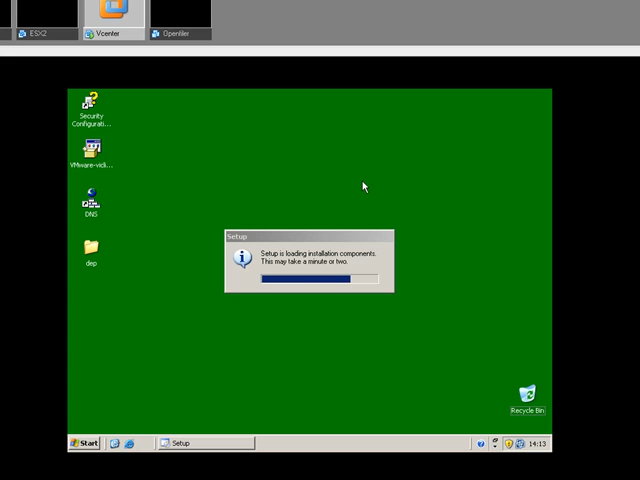 ESX2
Vcenter
Openfiler
Security
Configurati...
VMware-vicli...
DNS
dep
Setup
Setup is loading installation components.
This may take a minute or two.
Recycle Bin
Start
Setup
14:13